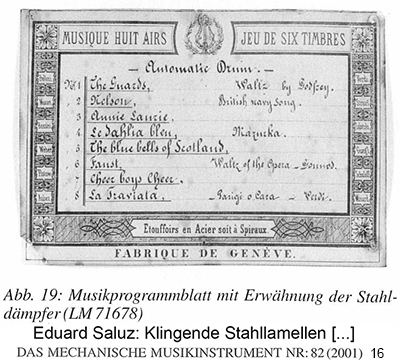 MUSIQUE HUIT AIRS JEU DE SIX TIMBRES
— Automatic Drum. —
No. 1 The Guards, Waltz by Godfrey.
„ 2 Nelson, British navy song.
„ 3 Annie Laurie,
„ 4 Le Dahlia bleu, Mazurka.
„ 5 The blue bells of Scotland,
„ 6 Faust, Waltz of the Opera – Gounod.
„ 7 Cheer boys Cheer.
„ 8 La Traviata, – Parigi o Cara – Verdi.
Etouffoirs en Acier soit à Spiraux.
FABRIQUE DE GENÈVE.
Abb. 19: Musikprogrammblatt mit Erwähnung der Stahl-
dämpfer (LM 71678)
Eduard Saluz: Klingende Stahllamellen [...]
DAS MECHANISCHE MUSIKINSTRUMENT NR: 82 (2001) 16